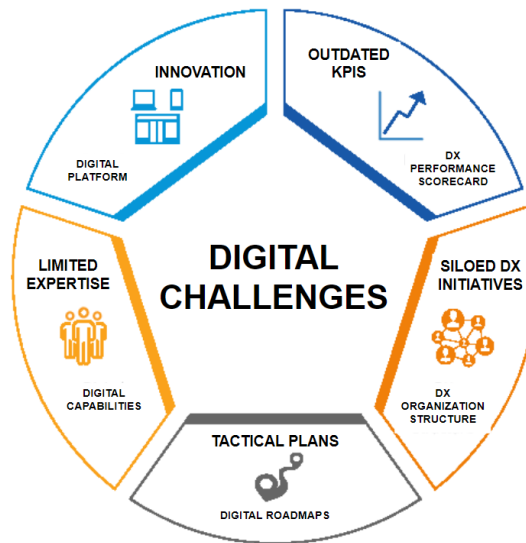 INNOVATION
DIGITAL
PLATFORM
OUTDATED
KPIS
DX
PERFORMANCE
SCORECARD
DIGITAL
CHALLENGES
LIMITED
EXPERTISE
DIGITAL
CAPABILITIES
SILOED DX
INITIATIVES
DX
ORGANIZATION
STRUCTURE
TACTICAL PLANS
DIGITAL ROADMAPS